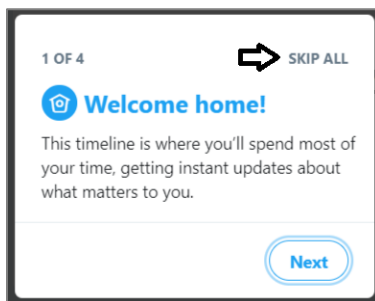 1 OF 4 SKIP ALL
Welcome home!
This timeline is where you’ll spend most of
your time, getting instant updates about
what matters to you.
Next